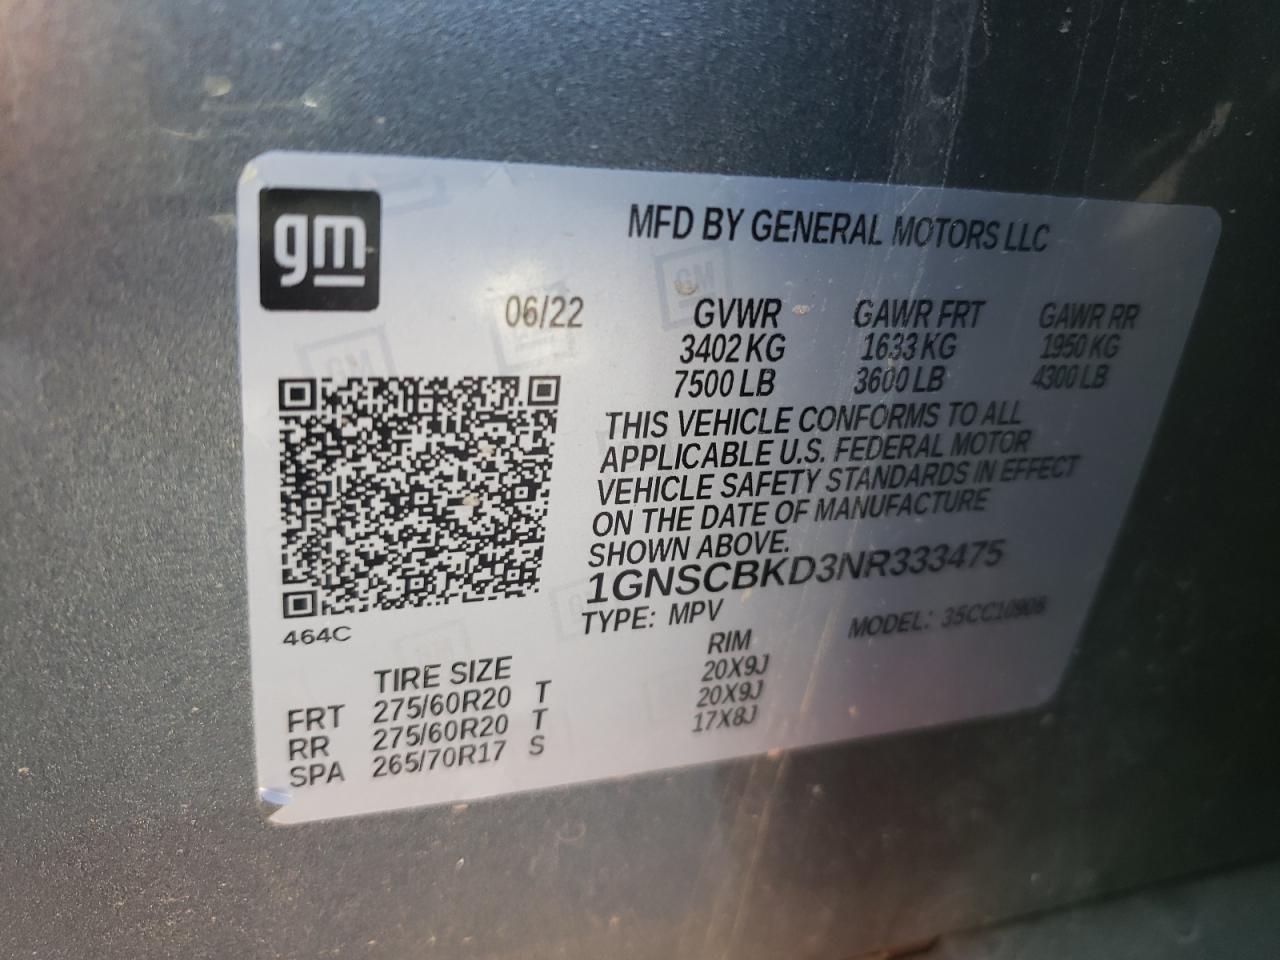 gm
MFD BY GENERAL MOTORS LLC
06/22 GVWR GAWR FRT GAWR RR
3402 KG 1633 KG 1950 KG
7500 LB 3600 LB 4300 LB
THIS VEHICLE CONFORMS TO ALL
APPLICABLE U.S. FEDERAL MOTOR
VEHICLE SAFETY STANDARDS IN EFFECT
ON THE DATE OF MANUFACTURE
SHOWN ABOVE.
1GNSCBKD3NR333475
TYPE: MPV MODEL: 35CC10906
464C
TIRE SIZE RIM
FRT 275/60R20 T 20X9J
RR 275/60R20 T 20X9J
SPA 265/70R17 S 17X8J